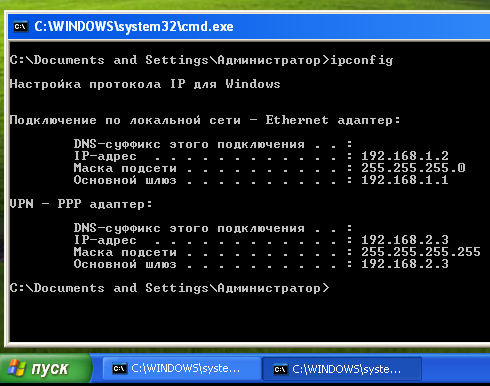 C:\WINDOWS\system32\cmd.exe
C:\Documents and Settings\Администратор>ipconfig
Настройка протокола IP для Windows
Подключение по локальной сети - Ethernet адаптер:
DNS-суффикс этого подключения . . :
IP-адрес . . . . . . . . . . . . : 192.168.1.2
Маска подсети . . . . . . . . . . : 255.255.255.0
Основной шлюз . . . . . . . . . . : 192.168.1.1
VPN - PPP адаптер:
DNS-суффикс этого подключения . . :
IP-адрес . . . . . . . . . . . . : 192.168.2.3
Маска подсети . . . . . . . . . . : 255.255.255.255
Основной шлюз . . . . . . . . . . : 192.168.2.3
C:\Documents and Settings\Администратор>
пуск C:\WINDOWS\syste... C:\WINDOWS\syste...